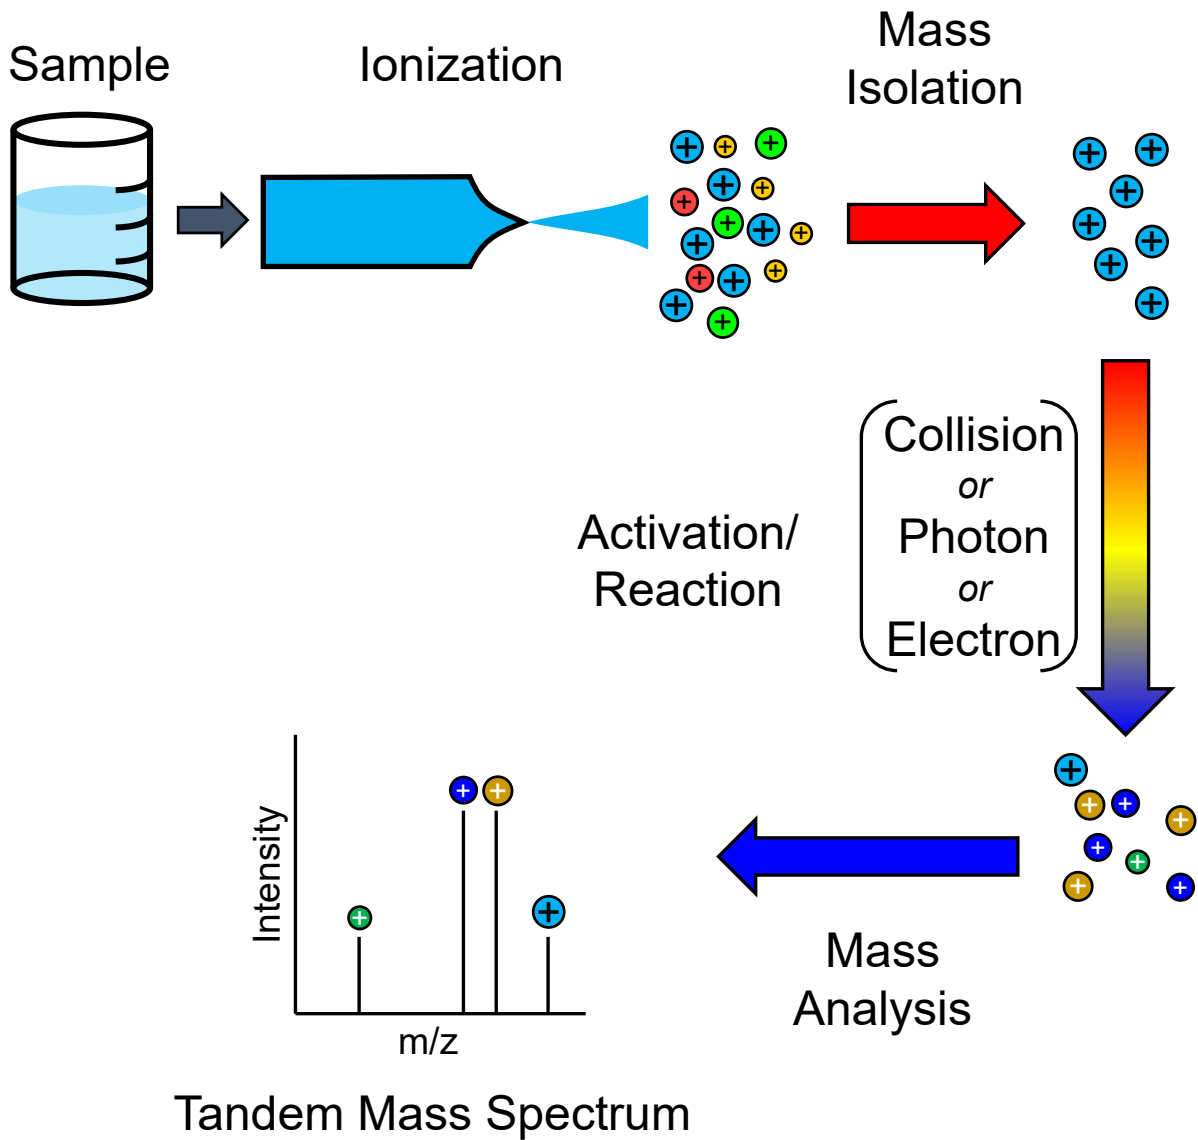 Sample
Ionization
Mass
Isolation
Collision
or
Photon
or
Electron
Activation/
Reaction
Mass
Analysis
Intensity
m/z
Tandem Mass Spectrum